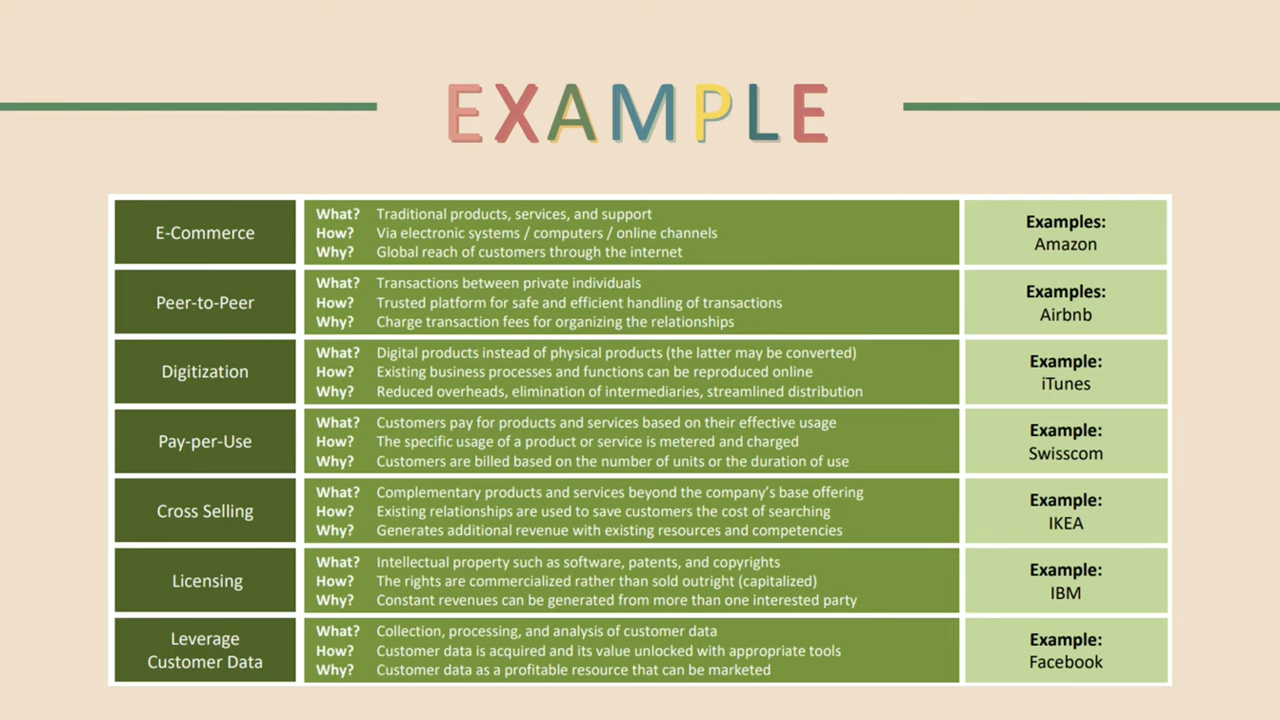 EXAMPLE
E-Commerce
What? Traditional products, services, and support
How? Via electronic systems / computers / online channels
Why? Global reach of customers through the internet
Examples:
Amazon
Peer-to-Peer
What? Transactions between private individuals
How? Trusted platform for safe and efficient handling of transactions
Why? Charge transaction fees for organizing the relationships
Examples:
Airbnb
Digitization
What? Digital products instead of physical products (the latter may be converted)
How? Existing business processes and functions can be reproduced online
Why? Reduced overheads, elimination of intermediaries, streamlined distribution
Example:
iTunes
Pay-per-Use
What? Customers pay for products and services based on their effective usage
How? The specific usage of a product or service is metered and charged
Why? Customers are billed based on the number of units or the duration of use
Example:
Swisscom
Cross Selling
What? Complementary products and services beyond the company's base offering
How? Existing relationships are used to save customers the cost of searching
Why? Generates additional revenue with existing resources and competencies
Example:
IKEA
Licensing
What? Intellectual property such as software, patents, and copyrights
How? The rights are commercialized rather than sold outright (capitalized)
Why? Constant revenues can be generated from more than one interested party
Example:
IBM
Leverage
Customer Data
What? Collection, processing, and analysis of customer data
How? Customer data is acquired and its value unlocked with appropriate tools
Why? Customer data as a profitable resource that can be marketed
Example:
Facebook